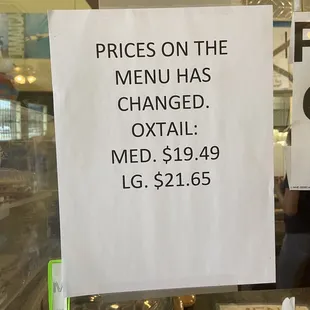 PRICES ON THE
MENU HAS
CHANGED.
OXTAIL:
MED. $19.49
LG. $21.65